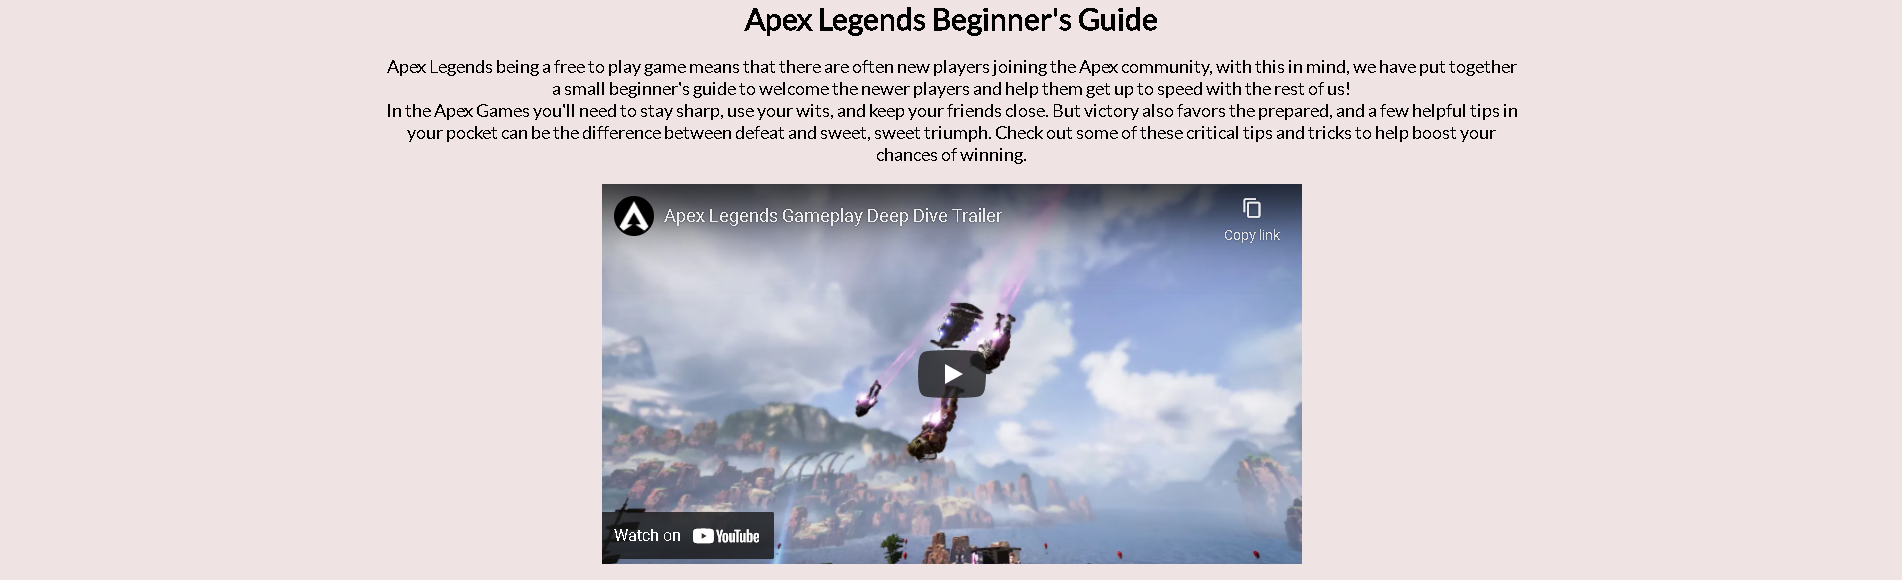 Apex Legends Beginner's Guide
Apex Legends being a free to play game means that there are often new players joining the Apex community, with this in mind, we have put together
a small beginner's guide to welcome the newer players and help them get up to speed with the rest of us!
In the Apex Games you'll need to stay sharp, use your wits, and keep your friends close. But victory also favors the prepared, and a few helpful tips in
your pocket can be the difference between defeat and sweet, sweet triumph. Check out some of these critical tips and tricks to help boost your
chances of winning.
Apex Legends Gameplay Deep Dive Trailer
Copy link
Watch on YouTube